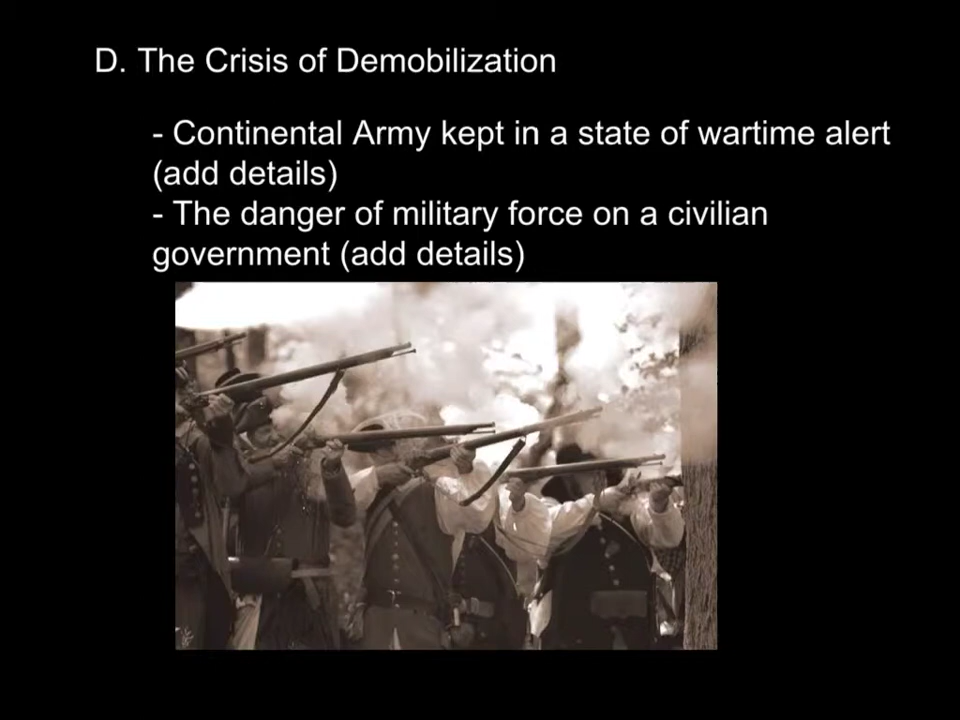 D. The Crisis of Demobilization
- Continental Army kept in a state of wartime alert
(add details)
- The danger of military force on a civilian
government (add details)